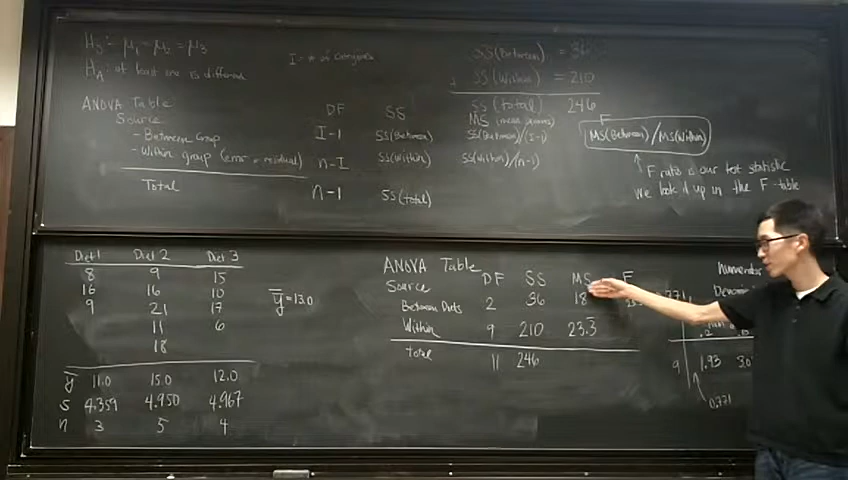 H0: μ1 = μ2 = μ3
HA: at least one is different
I - # of categories
SS(Between) = 36
+ SS(Within) = 210
SS(total) 246
ANOVA Table
Source DF SS MS (mean squares) F
- Between Group I-1 SS(Between) SS(Between)/(I-1) MS(Between)/MS(Within)
- Within group (error or residual) n-I SS(Within) SS(Within)/(n-I)
Total n-1 SS(total)
F ratio is our test statistic
we look it up in the F-table
Diet 1 Diet 2 Diet 3
8 9 15
16 16 10
9 21 17
11 6
18
ȳ = 13.0
ȳ 11.0 15.0 12.0
s 4.359 4.950 4.967
n 3 5 4
ANOVA Table
Source DF SS MS F
Between Diets 2 36 18
Within 9 210 23.3̄
total 11 246
.2
9 1.93
0.771